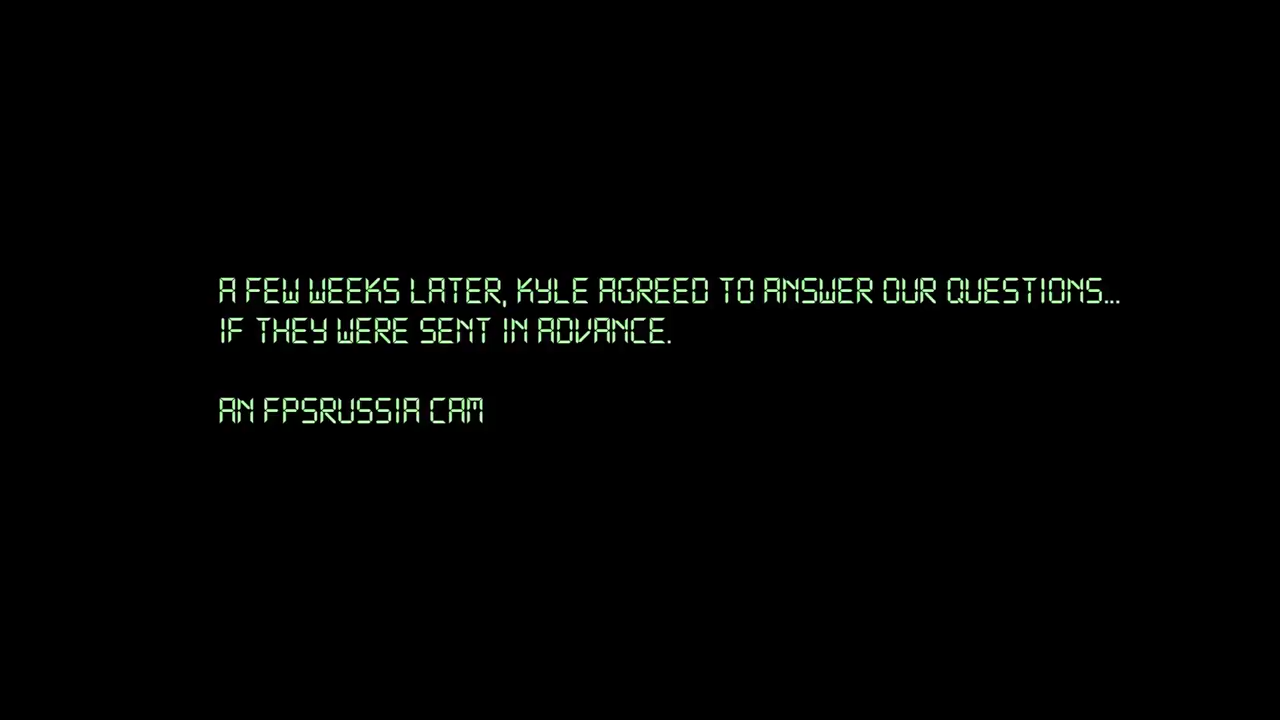 A FEW WEEKS LATER, KYLE AGREED TO ANSWER OUR QUESTIONS...
IF THEY WERE SENT IN ADVANCE.
AN FPSRUSSIA CAM